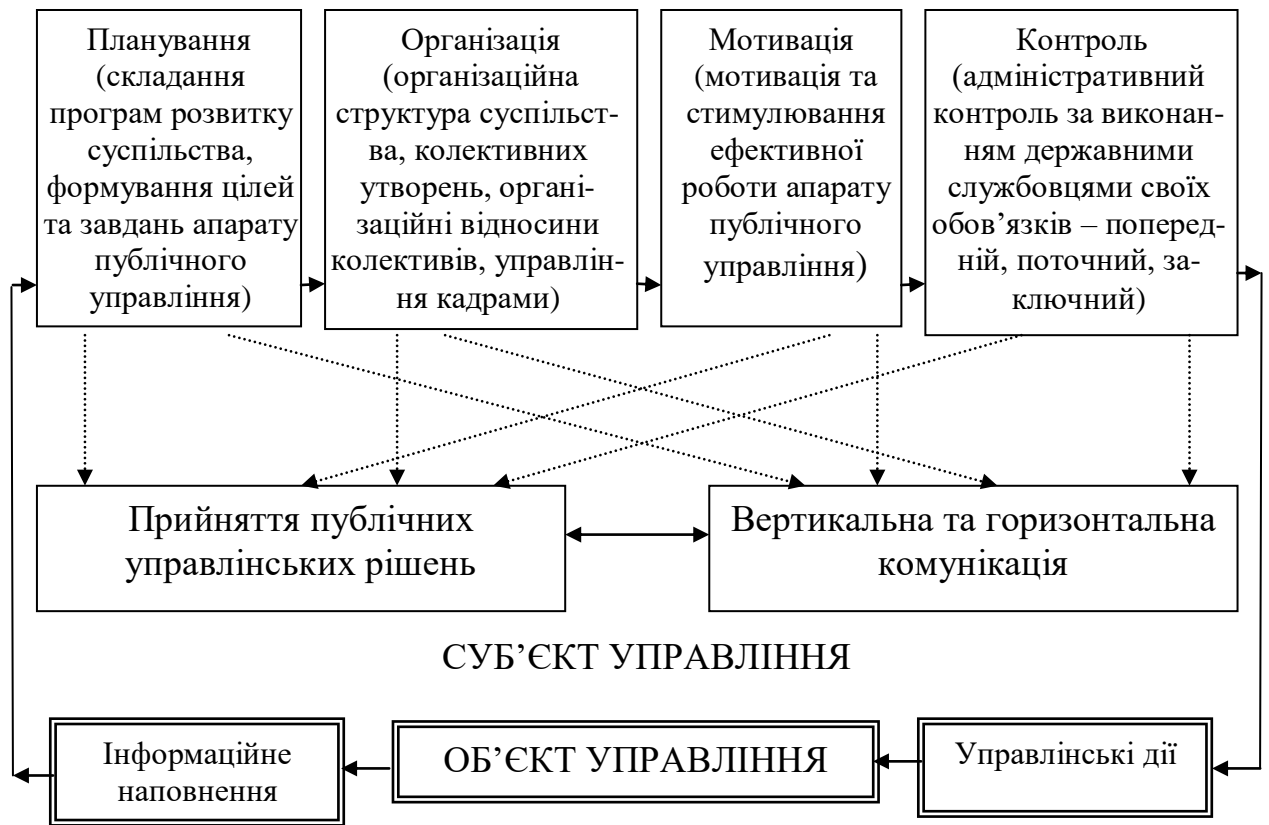 Планування
(складання
програм розвитку
суспільства,
формування цілей
та завдань апарату
публічного
управління)
Організація
(організаційна
структура суспільст-
ва, колективних
утворень, органі-
заційні відносини
колективів, управлін-
ня кадрами)
Мотивація
(мотивація та
стимулювання
ефективної
роботи апарату
публічного
управління)
Контроль
(адміністративний
контроль за виконан-
ням державними
службовцями своїх
обов’язків – поперед-
ній, поточний, за-
ключний)
Прийняття публічних
управлінських рішень
Вертикальна та горизонтальна
комунікація
СУБ’ЄКТ УПРАВЛІННЯ
Інформаційне
наповнення
ОБ’ЄКТ УПРАВЛІННЯ
Управлінські дії